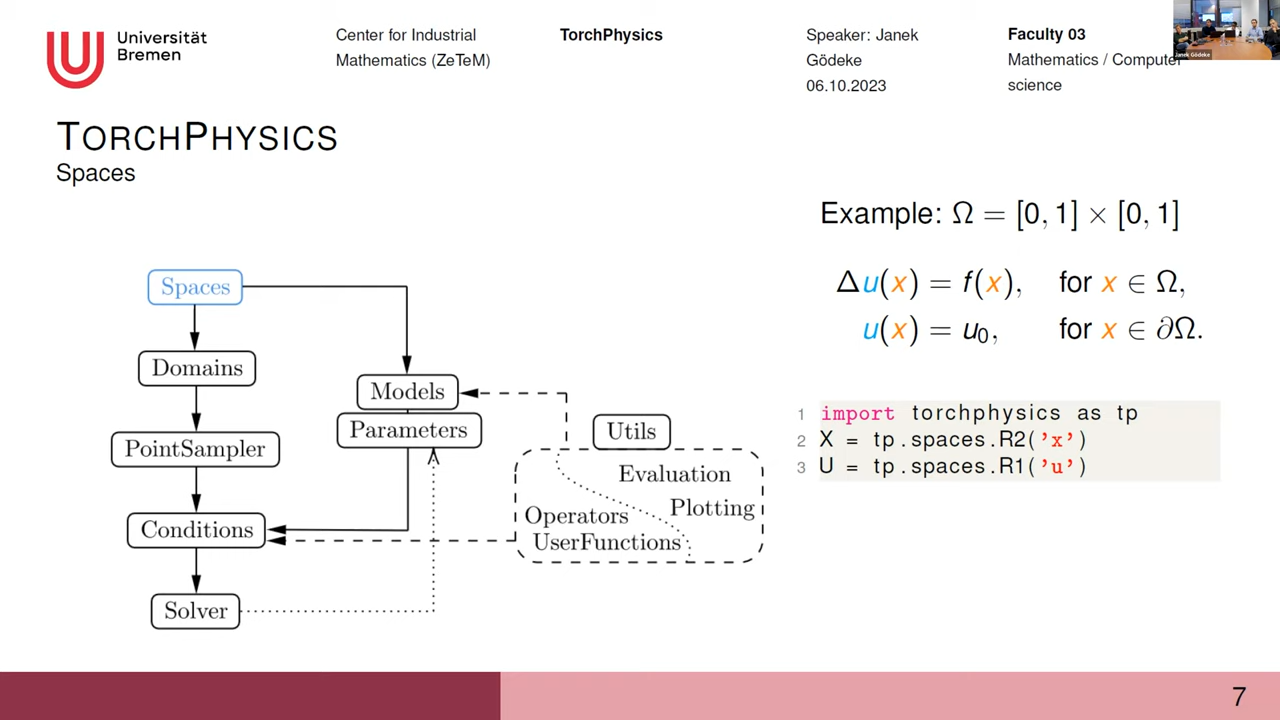 Universität
Bremen
Center for Industrial
Mathematics (ZeTeM)
TorchPhysics
Speaker: Janek
Gödeke
06.10.2023
Faculty 03
Mathematics / Computer
science
Janek Gödeke
TORCHPHYSICS
Spaces
Example: Ω = [0, 1] × [0, 1]
Δu(x) = f(x), for x ∈ Ω,
u(x) = u₀, for x ∈ ∂Ω.
1 import torchphysics as tp
2 X = tp.spaces.R2('x')
3 U = tp.spaces.R1('u')
Spaces
Domains
PointSampler
Conditions
Solver
Models
Parameters
Utils
Evaluation
Plotting
Operators
UserFunctions
7